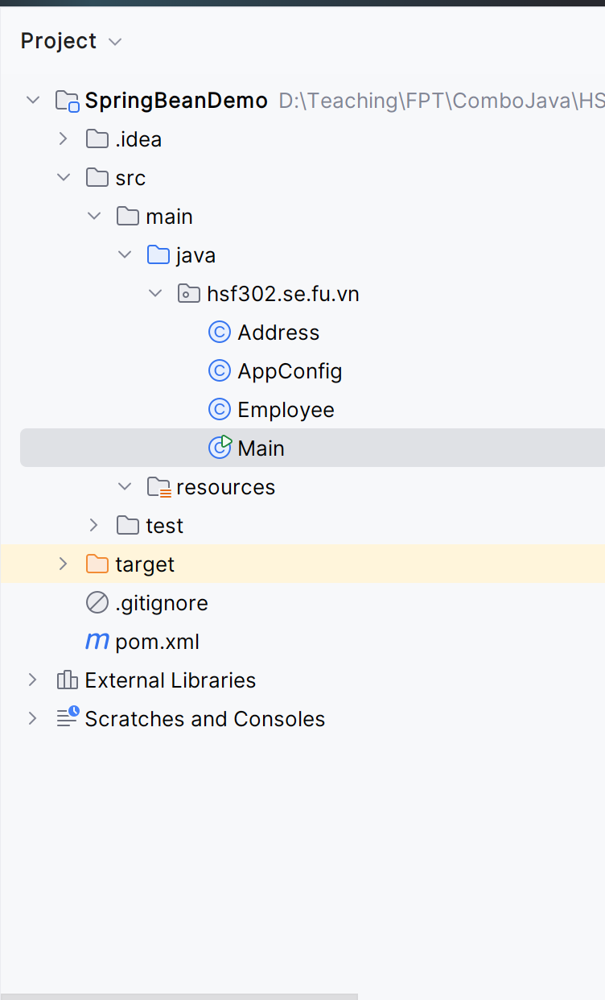 Project
SpringBeanDemo D:\Teaching\FPT\ComboJava\HS
.idea
src
main
java
hsf302.se.fu.vn
Address
AppConfig
Employee
Main
resources
test
target
.gitignore
pom.xml
External Libraries
Scratches and Consoles